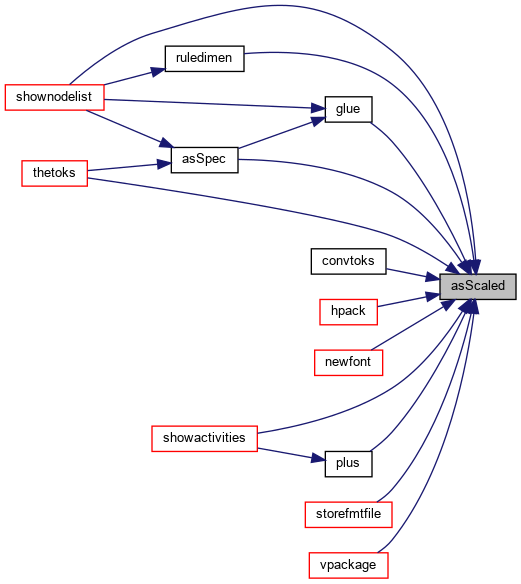 ruledimen
shownodelist
glue
asSpec
thetoks
convtoks
asScaled
hpack
newfont
showactivities
plus
storefmtfile
vpackage